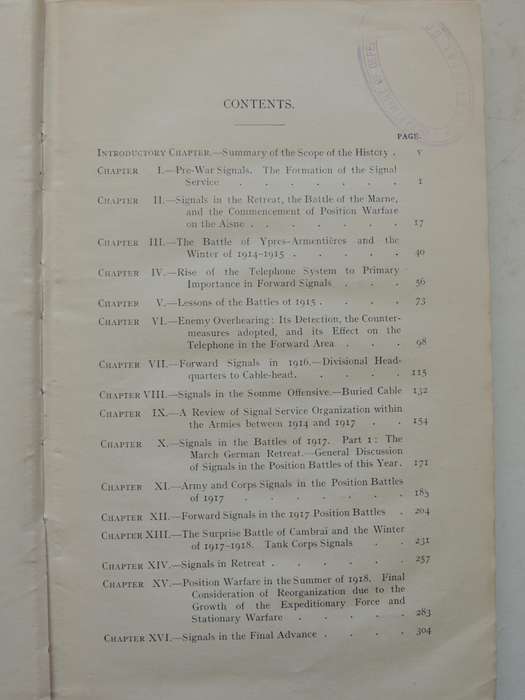 CONTENTS.
PAGE.
INTRODUCTORY CHAPTER.—Summary of the Scope of the History . v
CHAPTER I.—Pre-War Signals. The Formation of the Signal
Service . . . . . . . 1
CHAPTER II.—Signals in the Retreat, the Battle of the Marne,
and the Commencement of Position Warfare
on the Aisne . . . . . . . 17
CHAPTER III.—The Battle of Ypres-Armentières and the
Winter of 1914-1915 . . . . . 40
CHAPTER IV.—Rise of the Telephone System to Primary
Importance in Forward Signals . . . 56
CHAPTER V.—Lessons of the Battles of 1915 . . . . 73
CHAPTER VI.—Enemy Overhearing: Its Detection, the Counter-
measures adopted, and its Effect on the
Telephone in the Forward Area . . . 98
CHAPTER VII.—Forward Signals in 1916.—Divisional Head-
quarters to Cable-head. . . . . 115
CHAPTER VIII.—Signals in the Somme Offensive.—Buried Cable 132
CHAPTER IX.—A Review of Signal Service Organization within
the Armies between 1914 and 1917 . . 154
CHAPTER X.—Signals in the Battles of 1917. Part 1: The
March German Retreat.—General Discussion
of Signals in the Position Battles of this Year. 171
CHAPTER XI.—Army and Corps Signals in the Position Battles
of 1917 . . . . . . . 185
CHAPTER XII.—Forward Signals in the 1917 Position Battles . 204
CHAPTER XIII.—The Surprise Battle of Cambrai and the Winter
of 1917-1918. Tank Corps Signals . . 231
CHAPTER XIV.—Signals in Retreat . . . . . . 257
CHAPTER XV.—Position Warfare in the Summer of 1918. Final
Consideration of Reorganization due to the
Growth of the Expeditionary Force and
Stationary Warfare . . . . . 283
CHAPTER XVI.—Signals in the Final Advance . . . . 304